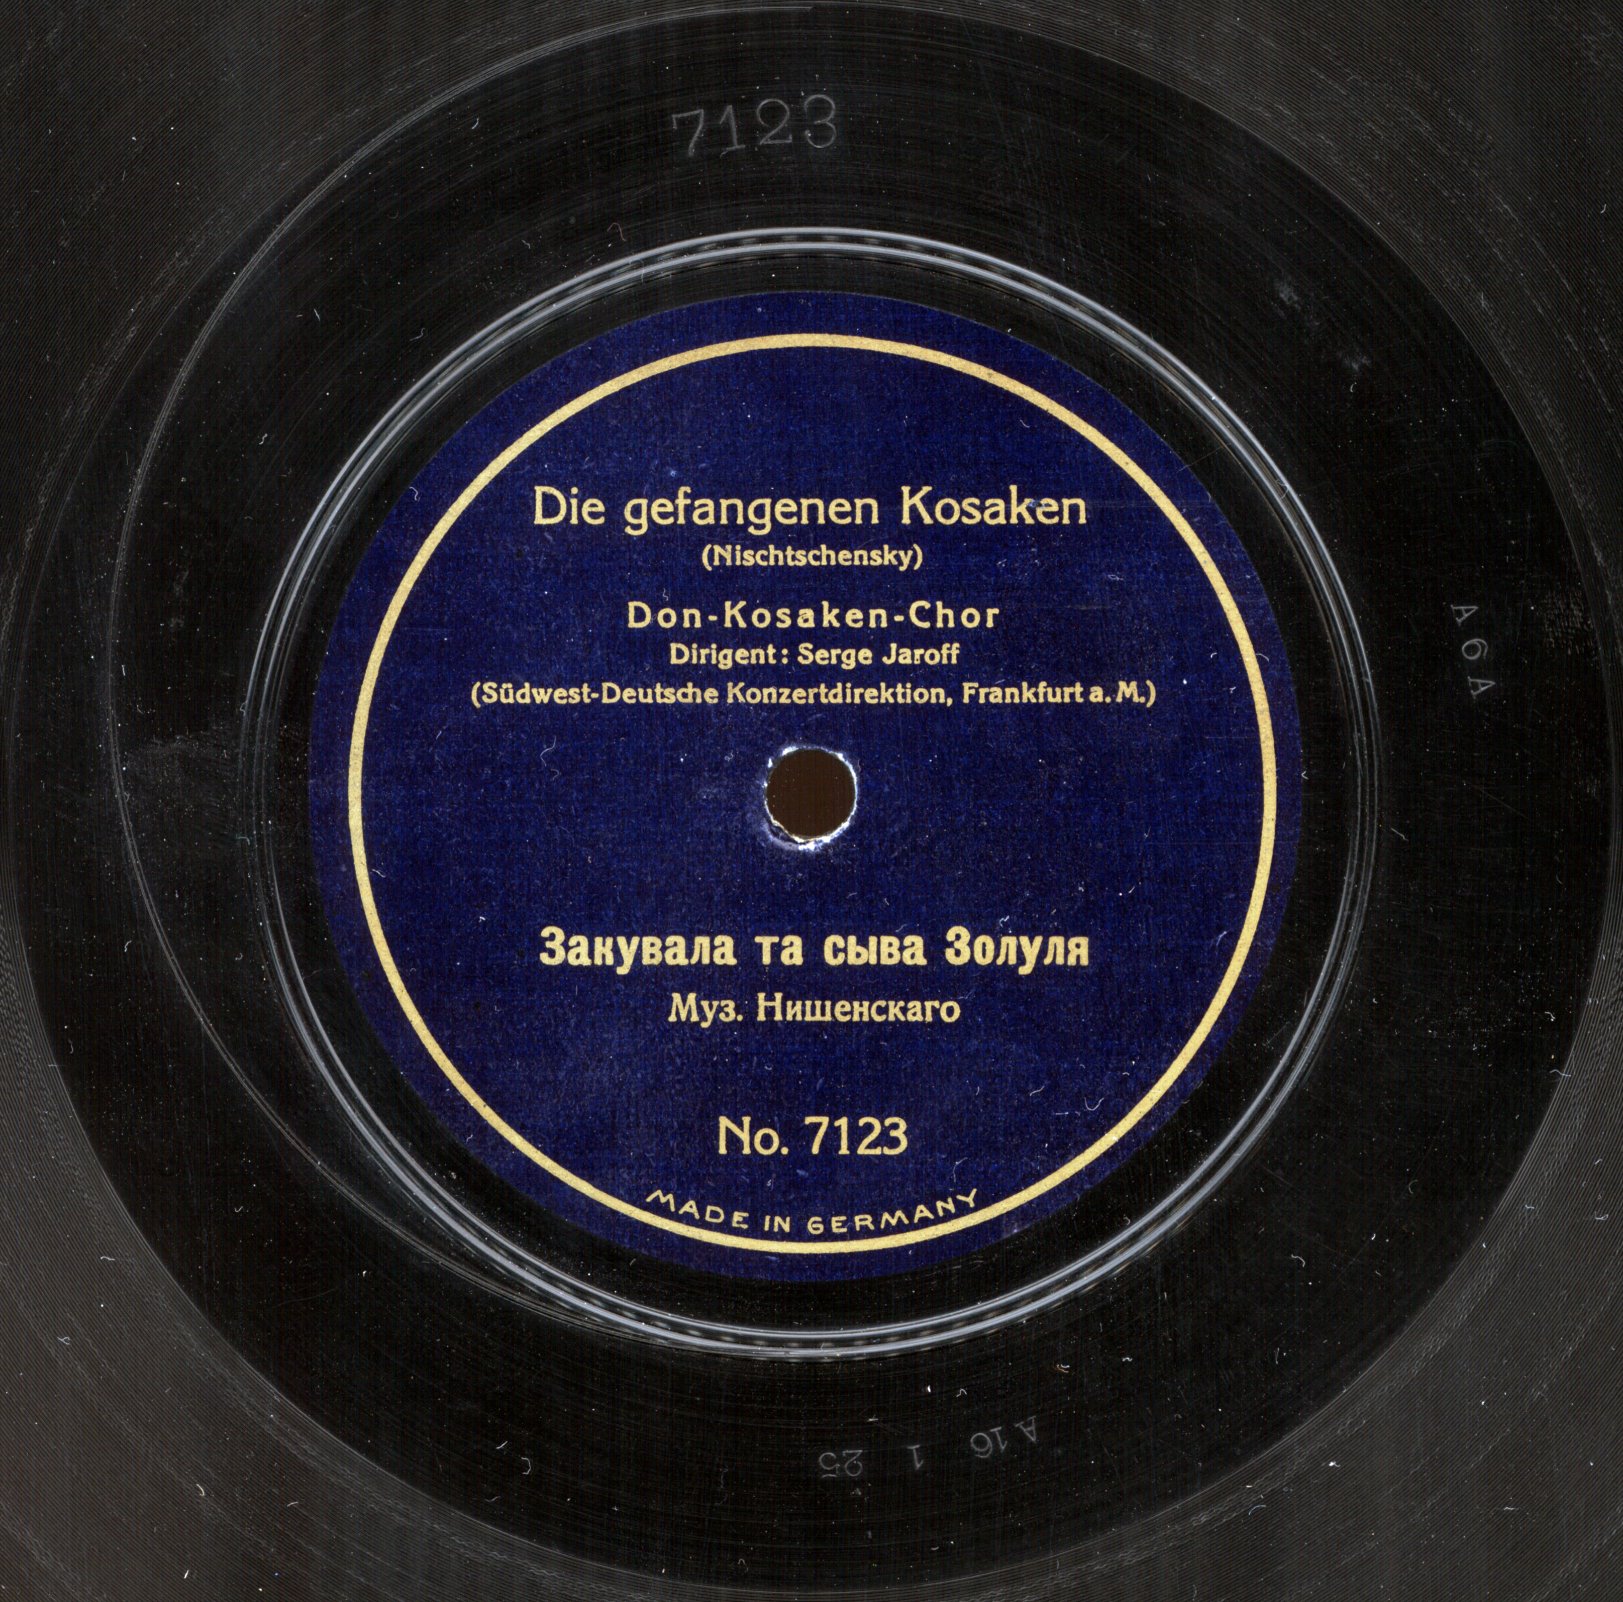 7123
Die gefangenen Kosaken
(Nischtschensky)
Don-Kosaken-Chor
Dirigent: Serge Jaroff
(Südwest-Deutsche Konzertdirektion, Frankfurt a. M.)
Закувала та сыва Золуля
Муз. Нишенскаго
No. 7123
MADE IN GERMANY
A 6 A
A16 1 25